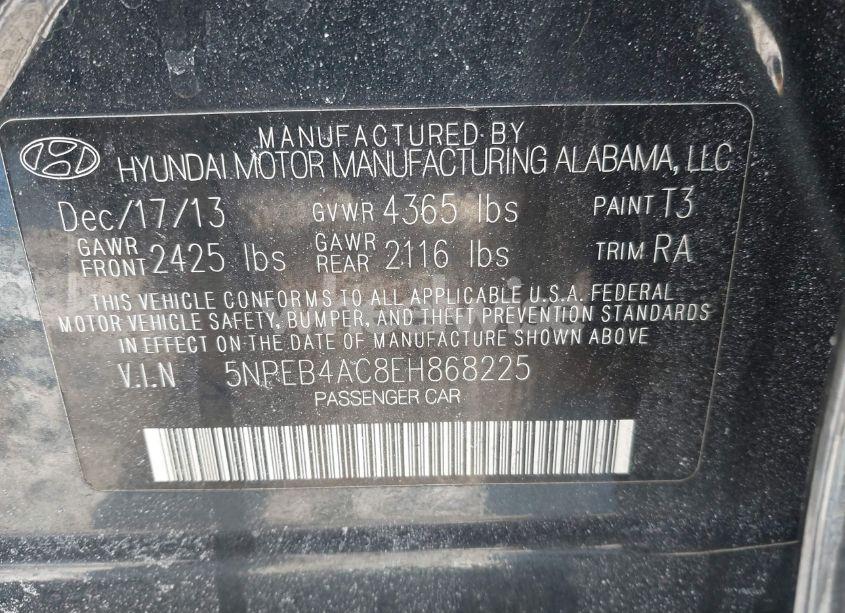 MANUFACTURED BY
HYUNDAI MOTOR MANUFACTURING ALABAMA, LLC
Dec/17/13 GVWR 4365 lbs PAINT T3
GAWR FRONT 2425 lbs GAWR REAR 2116 lbs TRIM RA
THIS VEHICLE CONFORMS TO ALL APPLICABLE U.S.A. FEDERAL
MOTOR VEHICLE SAFETY, BUMPER, AND THEFT PREVENTION STANDARDS
IN EFFECT ON THE DATE OF MANUFACTURE SHOWN ABOVE
V.I.N 5NPEB4AC8EH868225
PASSENGER CAR